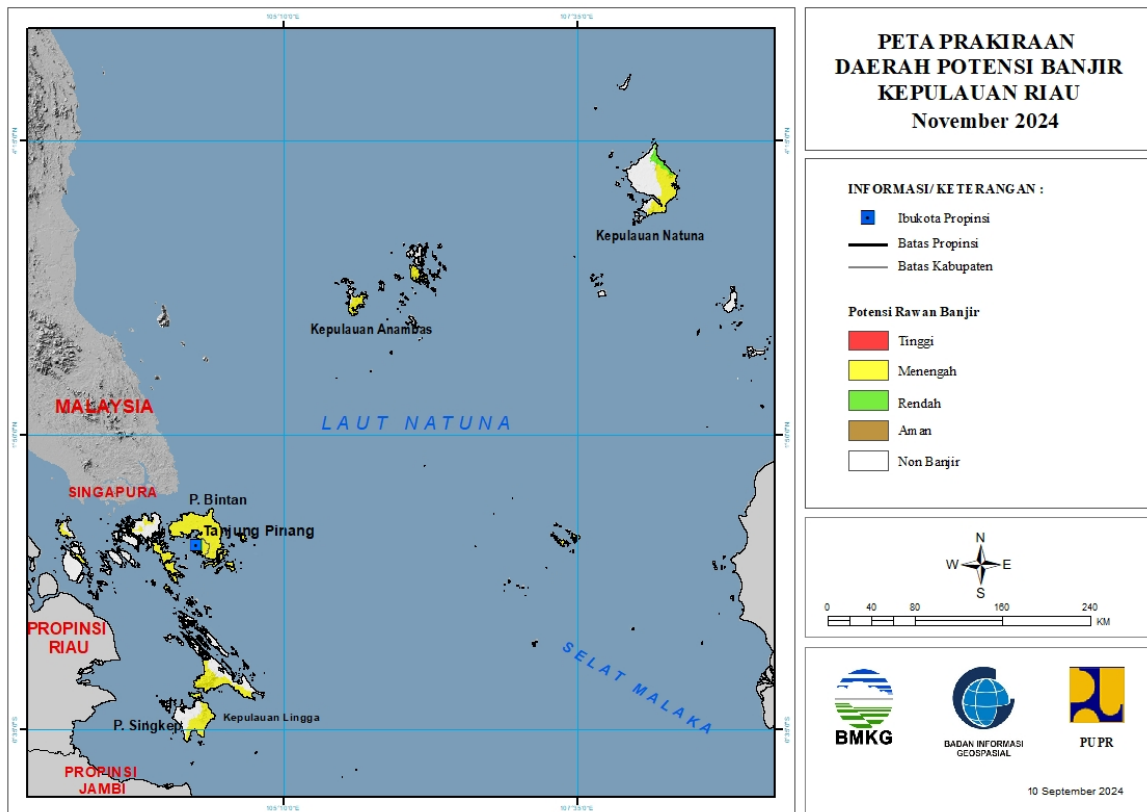 PETA PRAKIRAAN
DAERAH POTENSI BANJIR
KEPULAUAN RIAU
November 2024
INFORMASI/KETERANGAN :
Ibukota Propinsi
Batas Propinsi
Batas Kabupaten
Potensi Rawan Banjir
Tinggi
Menengah
Rendah
Aman
Non Banjir
N
W E
S
0 40 80 160 240
KM
BMKG
BADAN INFORMASI
GEOSPASIAL
PUPR
10 September 2024
Kepulauan Natuna
Kepulauan Anambas
MALAYSIA
LAUT NATUNA
SINGAPURA
P. Bintan
Tanjung Pinang
PROPINSI
RIAU
SELAT MALAKA
Kepulauan Lingga
P. Singkep
PROPINSI
JAMBI